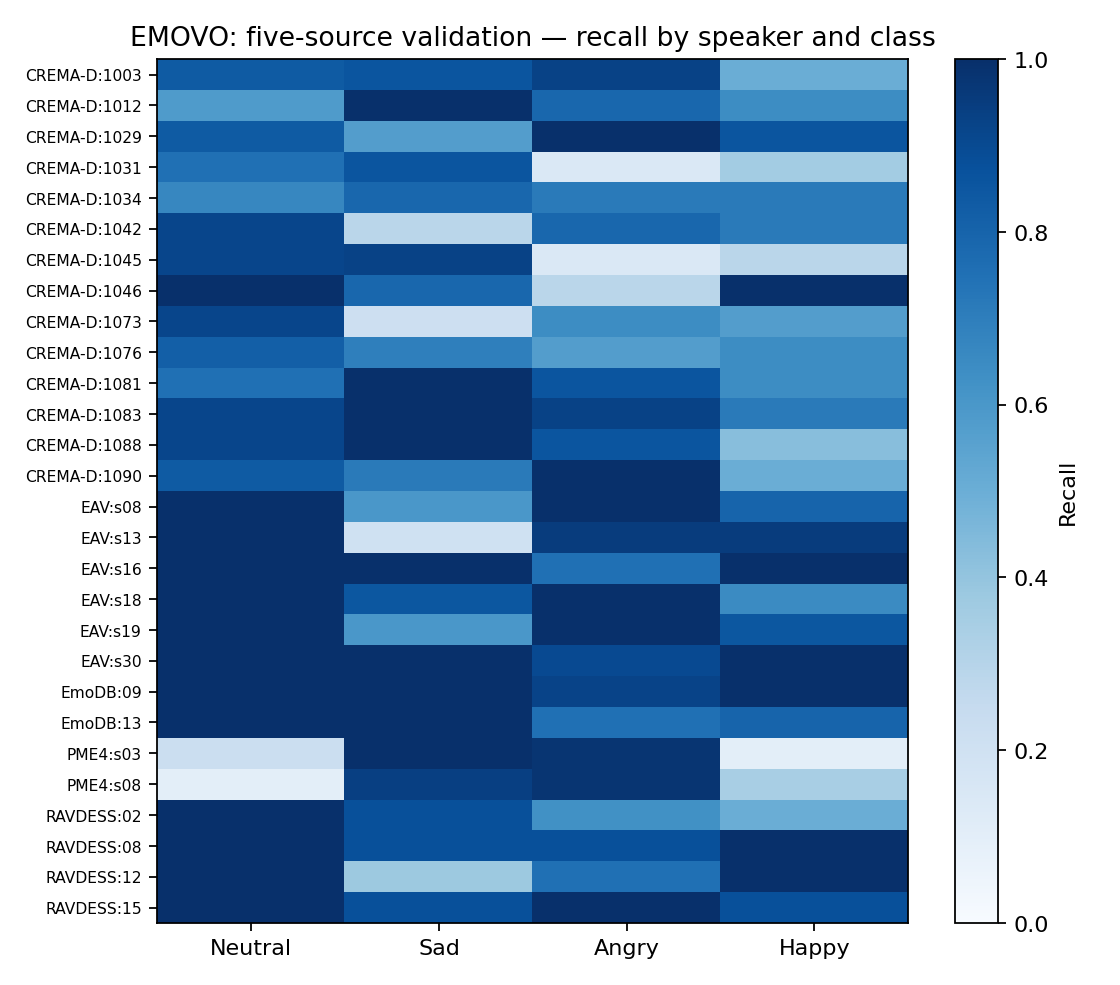 EMOVO: five-source validation — recall by speaker and class
CREMA-D:1003
CREMA-D:1012
CREMA-D:1029
CREMA-D:1031
CREMA-D:1034
CREMA-D:1042
CREMA-D:1045
CREMA-D:1046
CREMA-D:1073
CREMA-D:1076
CREMA-D:1081
CREMA-D:1083
CREMA-D:1088
CREMA-D:1090
EAV:s08
EAV:s13
EAV:s16
EAV:s18
EAV:s19
EAV:s30
EmoDB:09
EmoDB:13
PME4:s03
PME4:s08
RAVDESS:02
RAVDESS:08
RAVDESS:12
RAVDESS:15
Neutral
Sad
Angry
Happy
1.0
0.8
0.6
0.4
0.2
0.0
Recall